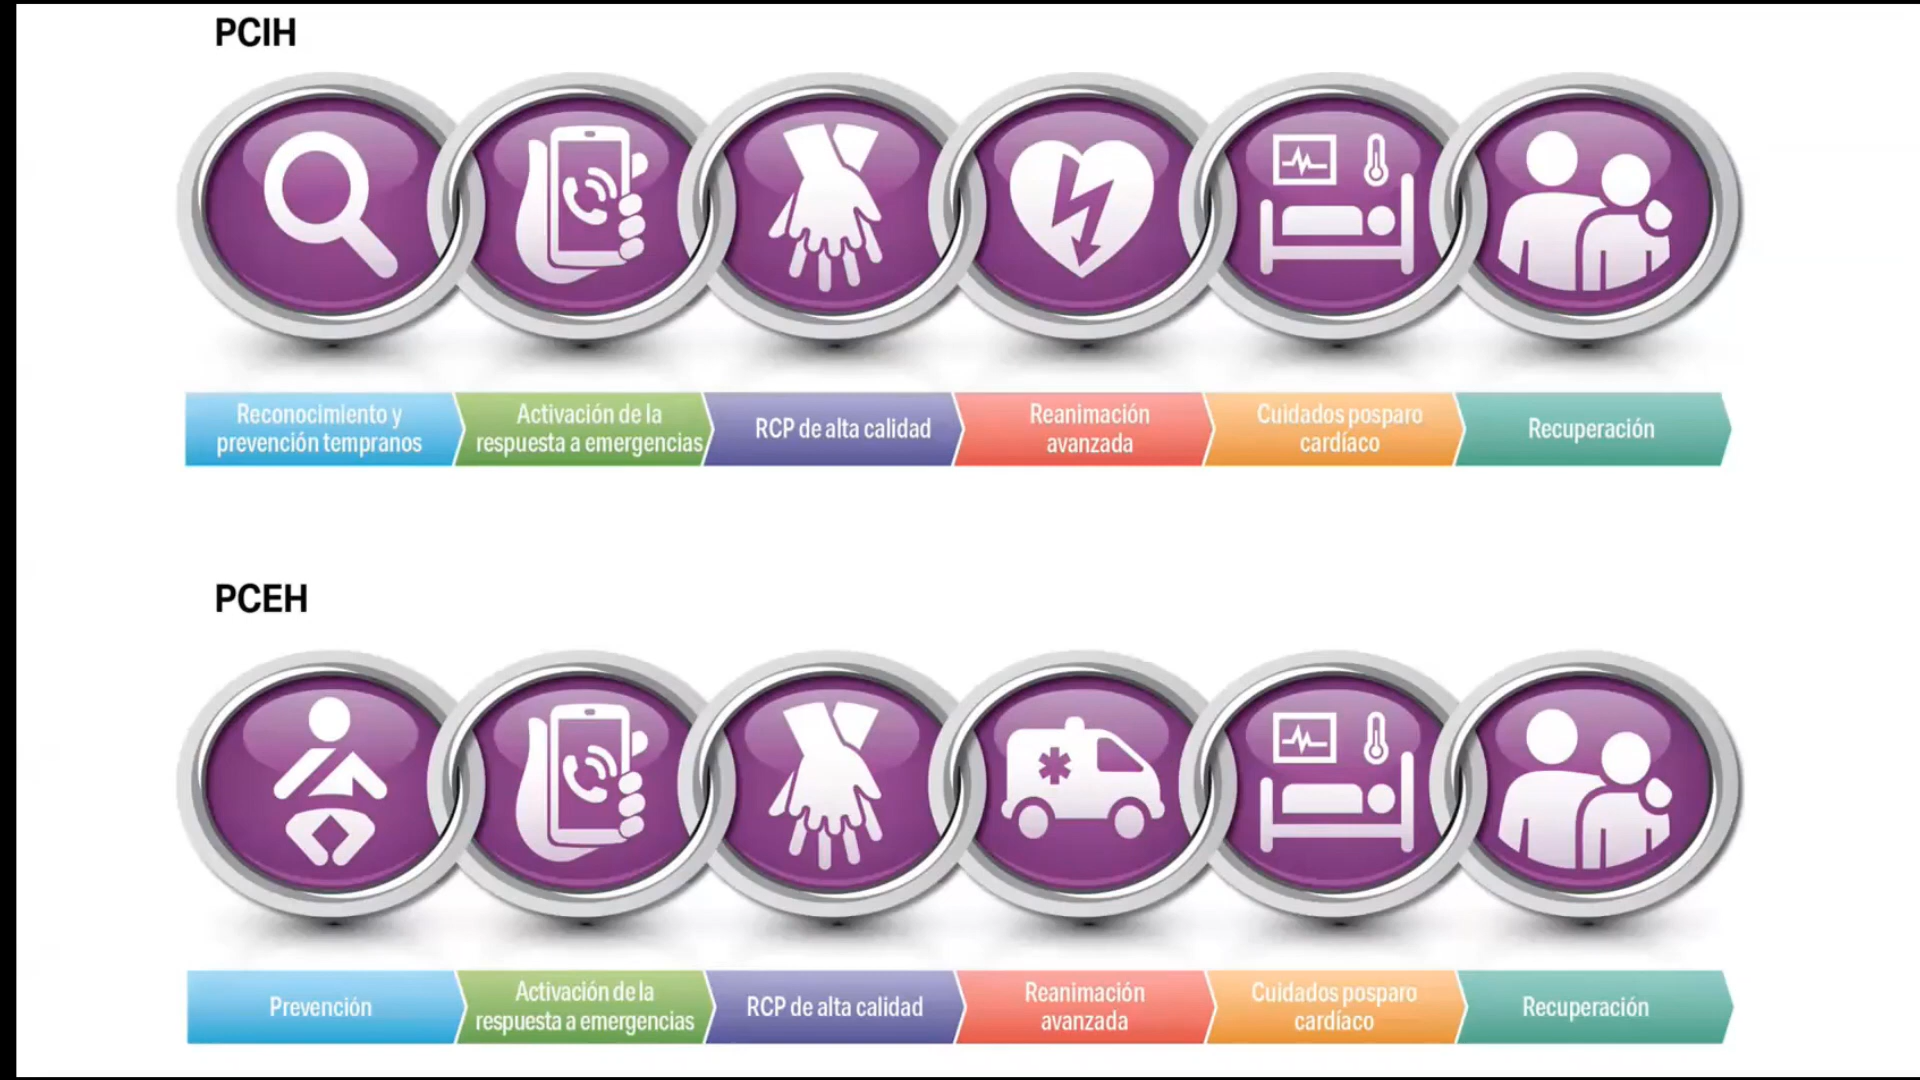 PCIH
Reconocimiento y
prevención tempranos
Activación de la
respuesta a emergencias
RCP de alta calidad
Reanimación
avanzada
Cuidados posparo
cardíaco
Recuperación
PCEH
Prevención
Activación de la
respuesta a emergencias
RCP de alta calidad
Reanimación
avanzada
Cuidados posparo
cardíaco
Recuperación